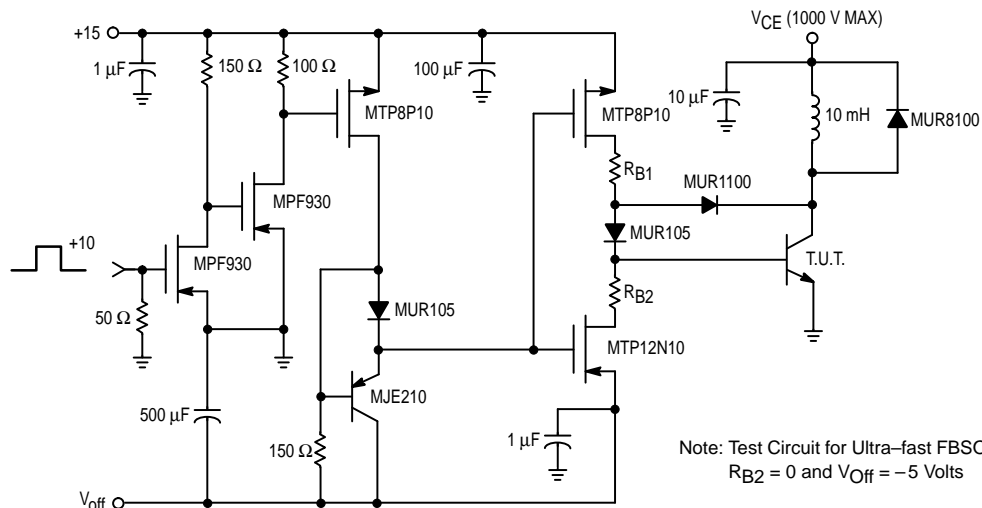 V_CE (1000 V MAX)
+15
1 µF
150 Ω
100 Ω
MTP8P10
100 µF
MTP8P10
10 µF
10 mH
MUR8100
R_B1
MUR1100
MPF930
MUR105
+10
MPF930
T.U.T.
50 Ω
MUR105
R_B2
MTP12N10
MJE210
500 µF
150 Ω
1 µF
V_off
Note: Test Circuit for Ultra–fast FBSO
R_B2 = 0 and V_Off = –5 Volts